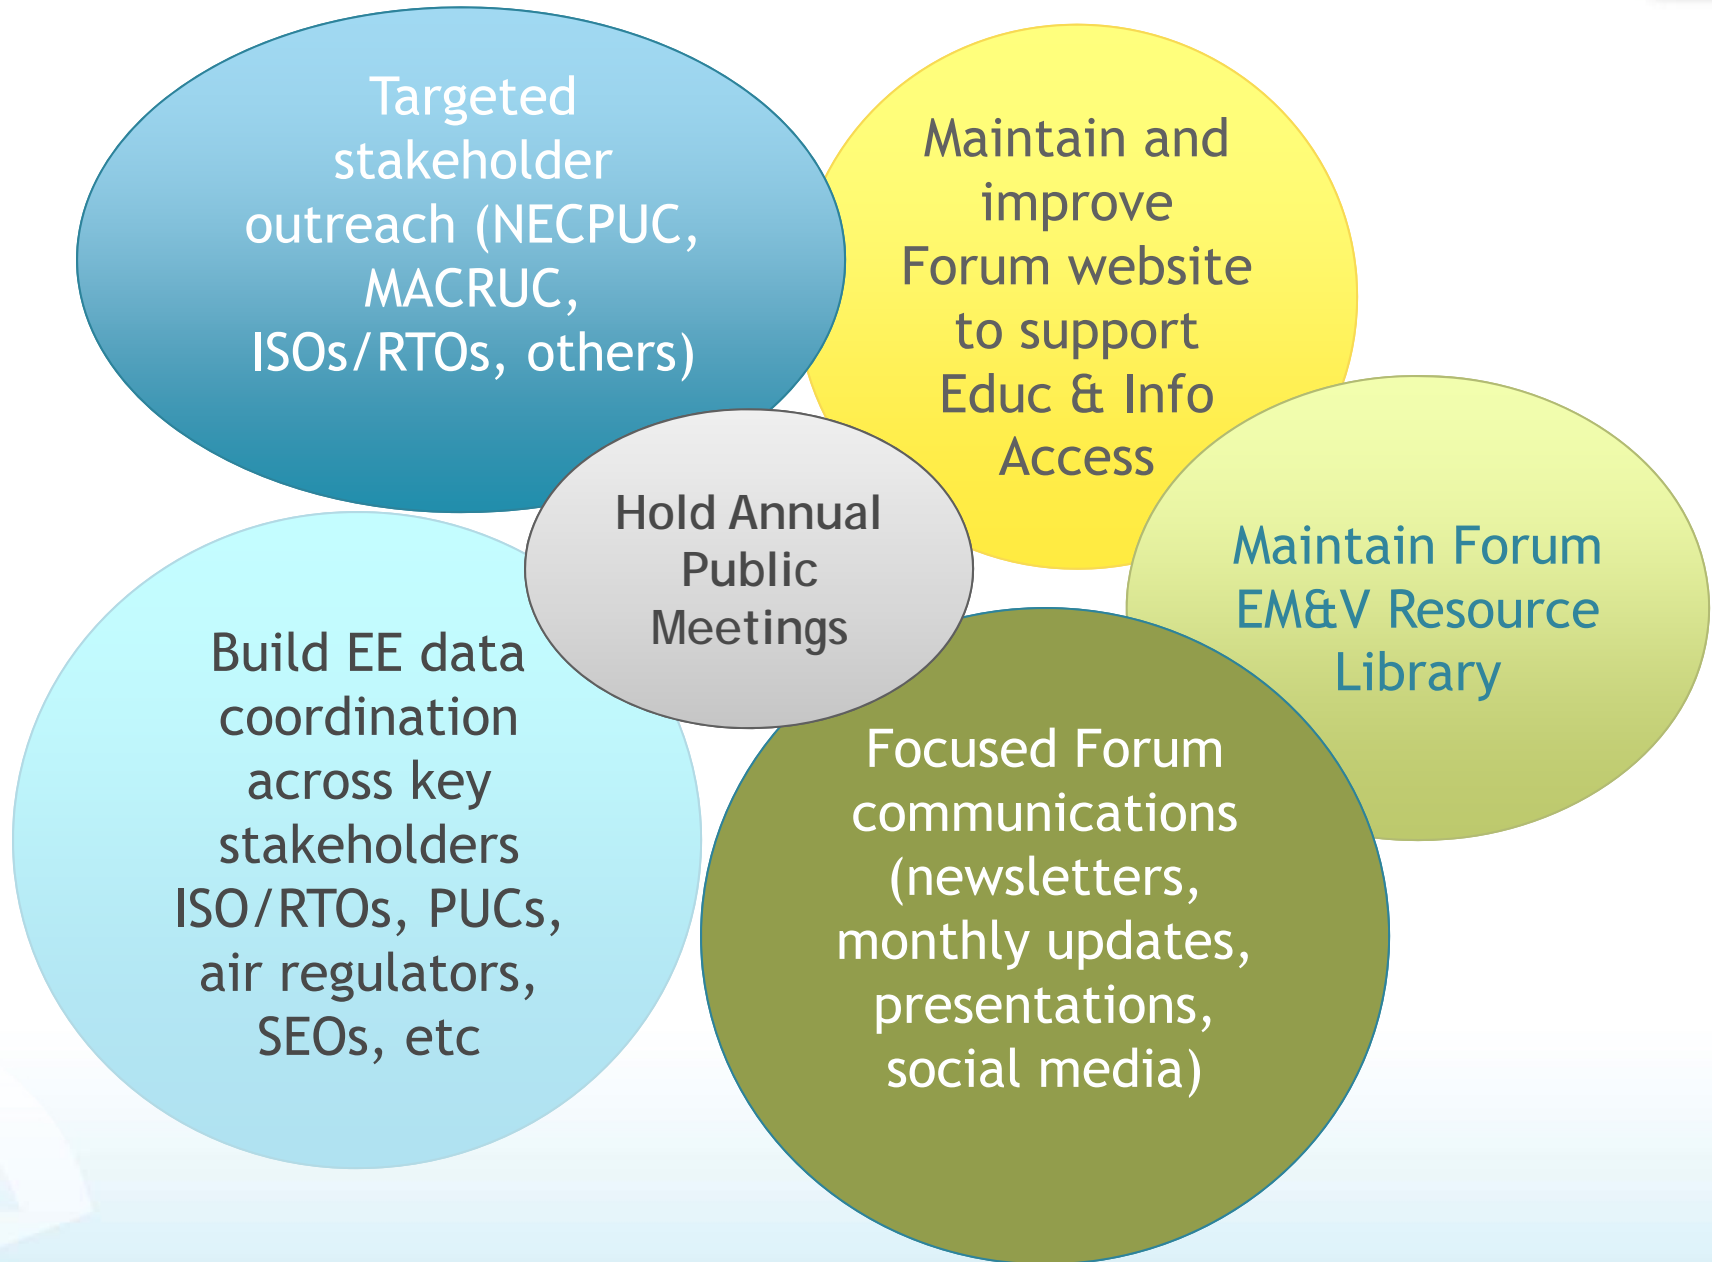 Targeted
stakeholder
outreach (NECPUC,
MACRUC,
ISOs/RTOs, others)
Maintain and
improve
Forum website
to support
Educ & Info
Access
Hold Annual
Public
Meetings
Maintain Forum
EM&V Resource
Library
Build EE data
coordination
across key
stakeholders
ISO/RTOs, PUCs,
air regulators,
SEOs, etc
Focused Forum
communications
(newsletters,
monthly updates,
presentations,
social media)